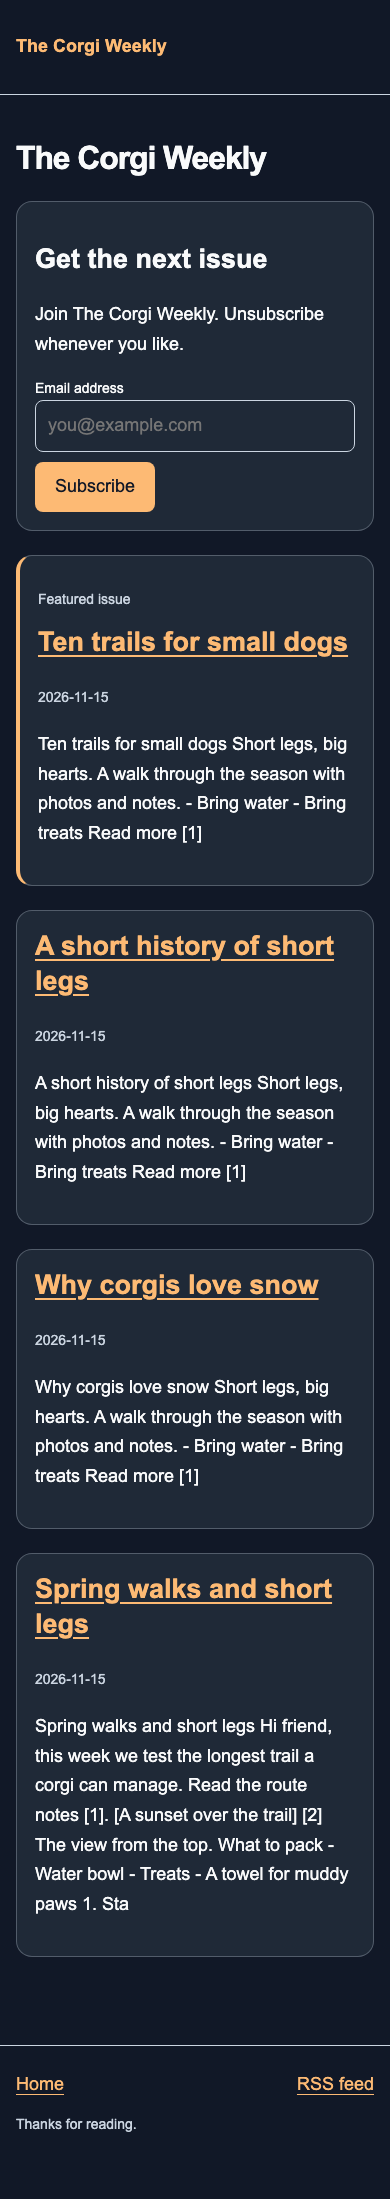 The Corgi Weekly
The Corgi Weekly
Get the next issue
Join The Corgi Weekly. Unsubscribe
whenever you like.
Email address
you@example.com
Subscribe
Featured issue
Ten trails for small dogs
2026-11-15
Ten trails for small dogs Short legs, big
hearts. A walk through the season with
photos and notes. - Bring water - Bring
treats Read more [1]
A short history of short
legs
2026-11-15
A short history of short legs Short legs,
big hearts. A walk through the season
with photos and notes. - Bring water -
Bring treats Read more [1]
Why corgis love snow
2026-11-15
Why corgis love snow Short legs, big
hearts. A walk through the season with
photos and notes. - Bring water - Bring
treats Read more [1]
Spring walks and short
legs
2026-11-15
Spring walks and short legs Hi friend,
this week we test the longest trail a
corgi can manage. Read the route
notes [1]. [A sunset over the trail] [2]
The view from the top. What to pack -
Water bowl - Treats - A towel for muddy
paws 1. Sta
Home
RSS feed
Thanks for reading.